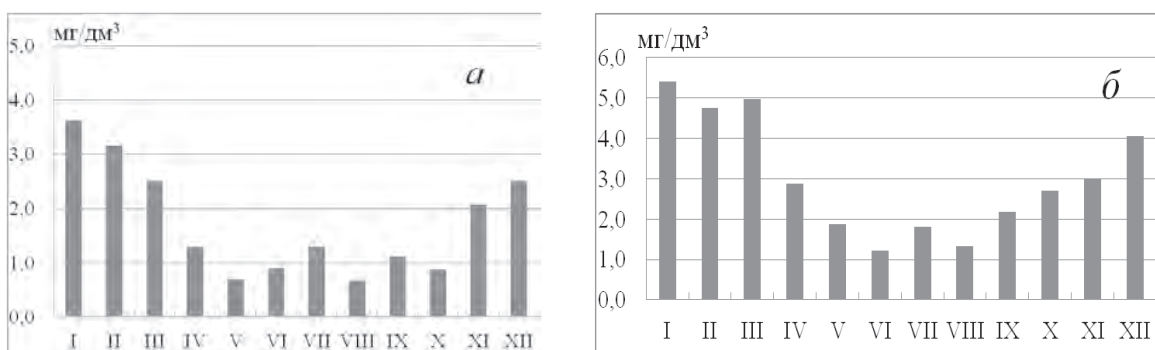 мг/дм³
5,0
а
4,0
3,0
2,0
1,0
0,0
I II III IV V VI VII VIII IX X XI XII
мг/дм³
6,0
б
5,0
4,0
3,0
2,0
1,0
0,0
I II III IV V VI VII VIII IX X XI XII